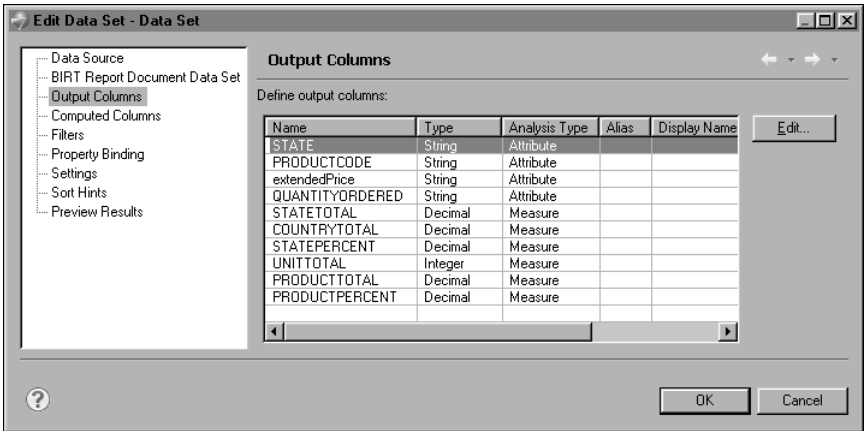 Edit Data Set - Data Set
Data Source
BIRT Report Document Data Set
Output Columns
Computed Columns
Filters
Property Binding
Settings
Sort Hints
Preview Results
Output Columns
Define output columns:
Name Type Analysis Type Alias Display Name
STATE String Attribute
PRODUCTCODE String Attribute
extendedPrice String Attribute
QUANTITYORDERED String Attribute
STATETOTAL Decimal Measure
COUNTRYTOTAL Decimal Measure
STATEPERCENT Decimal Measure
UNITTOTAL Integer Measure
PRODUCTTOTAL Decimal Measure
PRODUCTPERCENT Decimal Measure
Edit...
?
OK Cancel